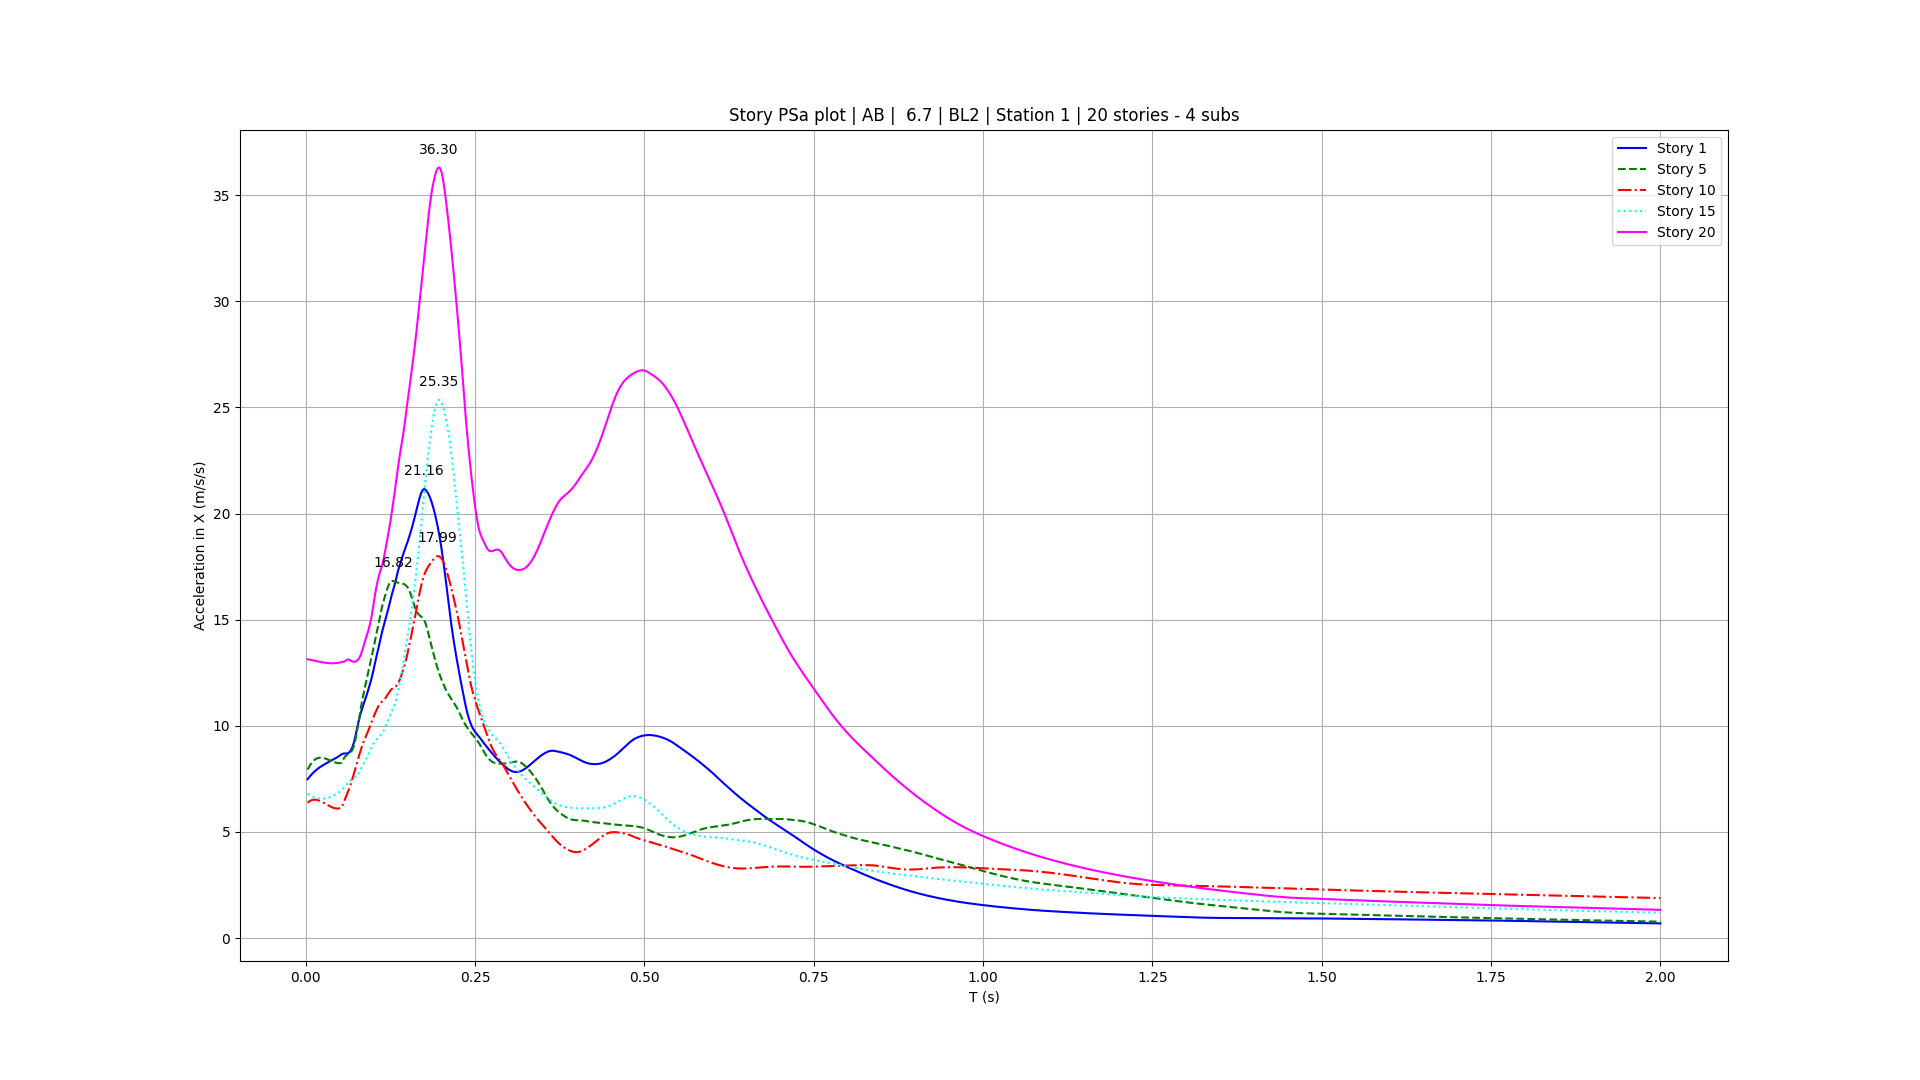 Story PSa plot | AB |  6.7 | BL2 | Station 1 | 20 stories - 4 subs
36.30
25.35
21.16
17.99
16.82
Story 1
Story 5
Story 10
Story 15
Story 20
Acceleration in X (m/s/s)
35
30
25
20
15
10
5
0
0.00 0.25 0.50 0.75 1.00 1.25 1.50 1.75 2.00
T (s)